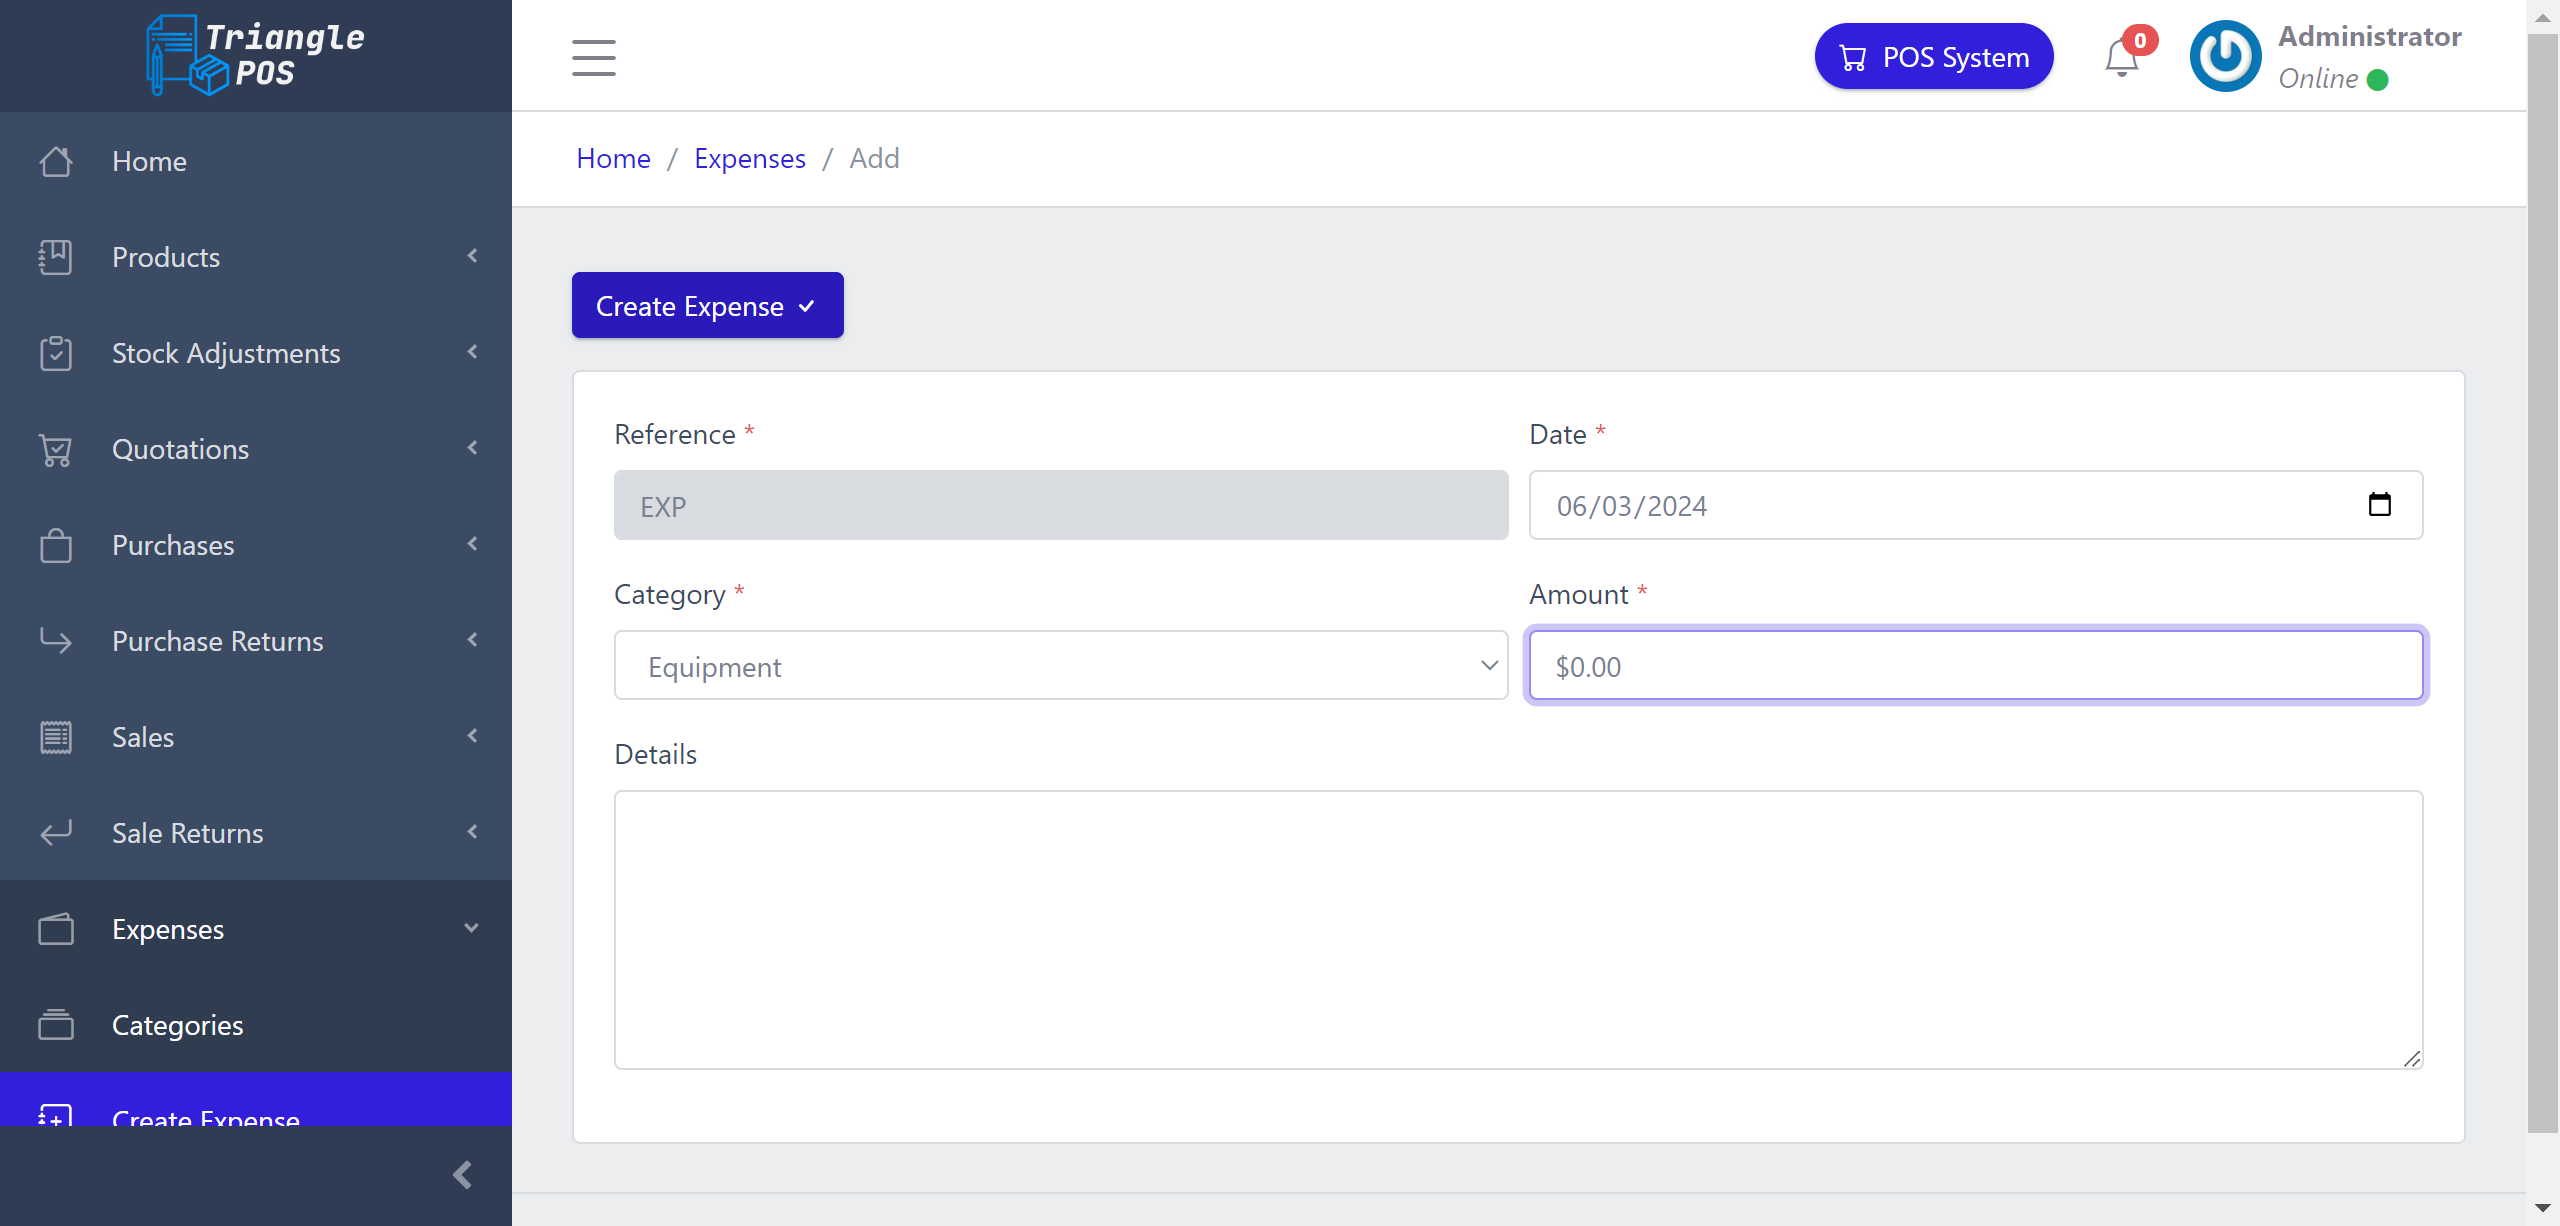 Triangle
POS
POS System
0
Administrator
Online
Home
Products
Stock Adjustments
Quotations
Purchases
Purchase Returns
Sales
Sale Returns
Expenses
Categories
Create Expense
Home / Expenses / Add
Create Expense
Reference *
Date *
EXP
06/03/2024
Category *
Amount *
Equipment
$0.00
Details